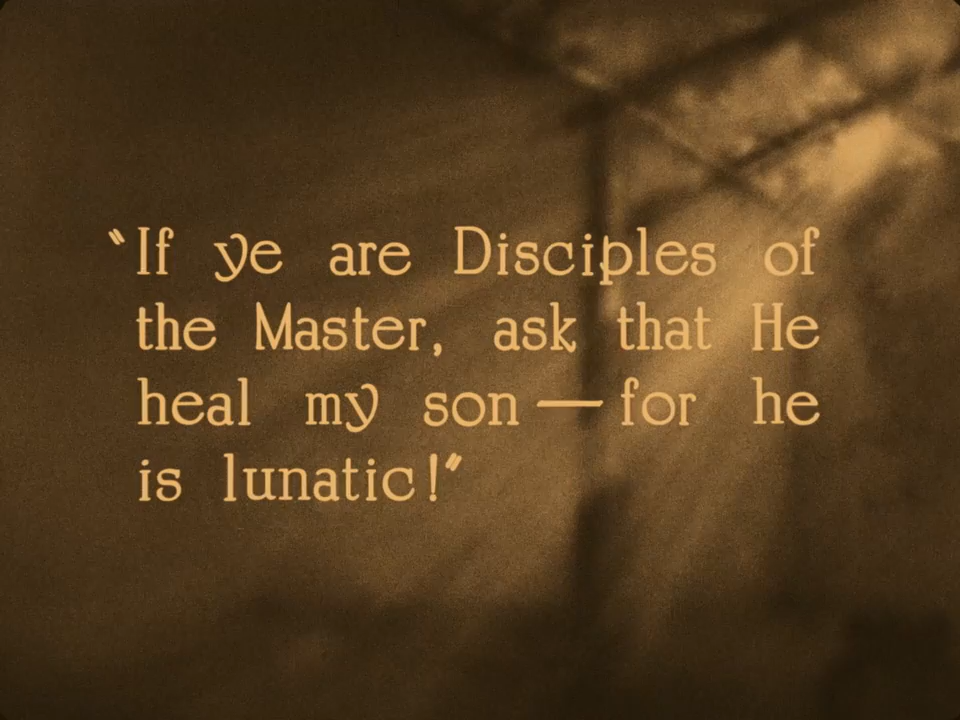 “If ye are Disciples of
the Master, ask that He
heal my son — for he
is lunatic!”